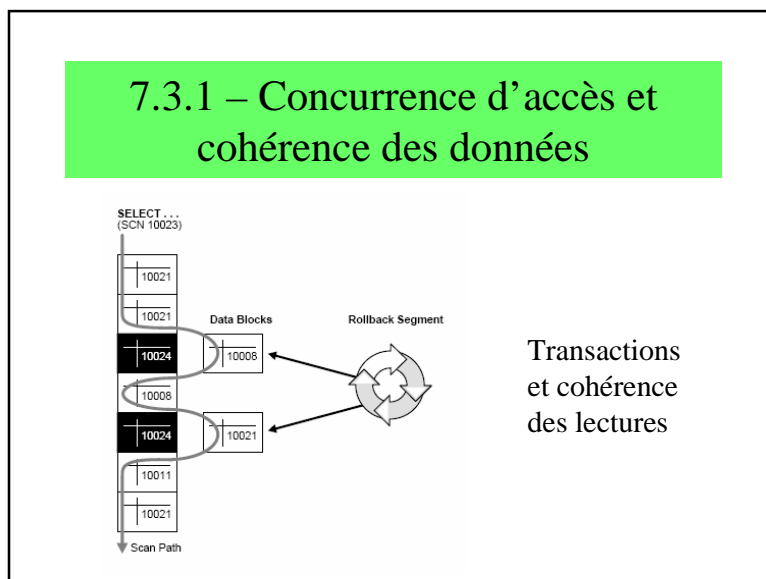 7.3.1 – Concurrence d'accès et
cohérence des données
SELECT . . .
(SCN 10023)
10021
10021
Data Blocks
Rollback Segment
10024
10008
10008
10024
10021
10011
10021
Scan Path
Transactions
et cohérence
des lectures